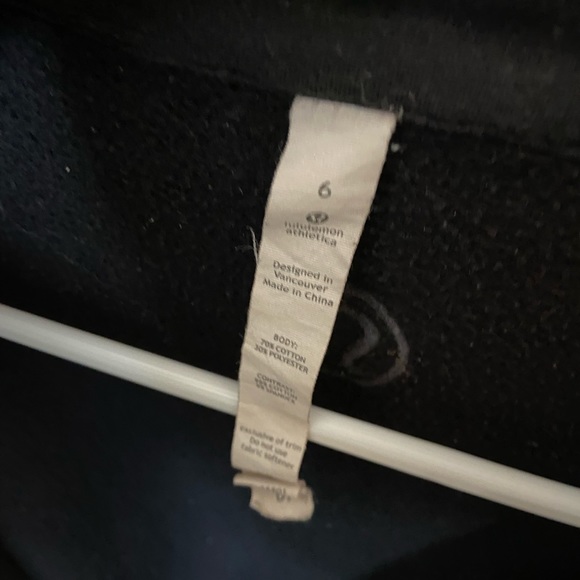 6
lululemon
athletica
Designed in
Vancouver
Made in China
BODY:
70% COTTON
30% POLYESTER
CONTRAST:
exclusive of trim
Do not use
fabric softener